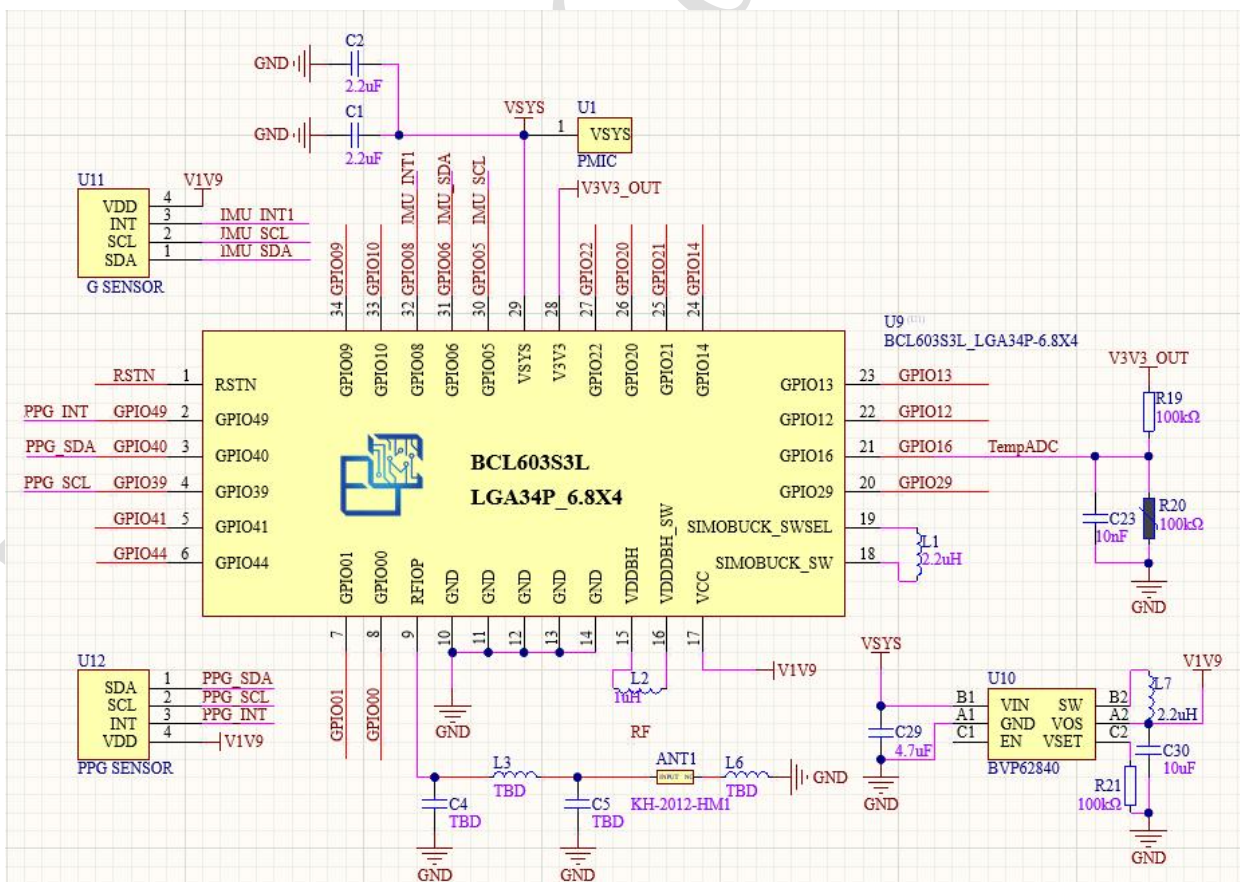 C2
GND
2.2uF
VSYS
U1
C1
GND
1
VSYS
2.2uF
PMIC
U11
V1V9
VDD
4
INT
3
IMU_INT1
SCL
2
IMU_SCL
SDA
1
IMU_SDA
G SENSOR
IMU_INT1
IMU_SDA
IMU_SCL
V3V3_OUT
GPIO09
GPIO10
GPIO08
GPIO06
GPIO05
GPIO22
GPIO20
GPIO21
GPIO14
34
33
32
31
30
29
28
27
26
25
24
GPIO09
GPIO10
GPIO08
GPIO06
GPIO05
VSYS
V3V3
GPIO22
GPIO20
GPIO21
GPIO14
U9
BCL603S3L_LGA34P-6.8X4
RSTN
1
RSTN
PPG_INT
GPIO49
2
GPIO49
PPG_SDA
GPIO40
3
GPIO40
PPG_SCL
GPIO39
4
GPIO39
GPIO41
5
GPIO41
GPIO44
6
GPIO44
BCL603S3L
LGA34P_6.8X4
GPIO13
23
GPIO13
GPIO12
22
GPIO12
GPIO16
21
GPIO16
TempADC
GPIO29
20
GPIO29
SIMOBUCK_SWSEL
19
SIMOBUCK_SW
18
L1
2.2uH
V3V3_OUT
R19
100kΩ
C23
10nF
R20
100kΩ
GND
GPIO01
GPIO00
RFIOP
GND
GND
GND
GND
GND
VDDBH
VDDDBH_SW
VCC
7
8
9
10
11
12
13
14
15
16
17
GPIO01
GPIO00
GND
L2
1uH
V1V9
RF
U12
SDA
1
PPG_SDA
SCL
2
PPG_SCL
INT
3
PPG_INT
VDD
4
V1V9
PPG SENSOR
L3
TBD
ANT1
KH-2012-HM1
L6
TBD
GND
C4
TBD
C5
TBD
GND
GND
VSYS
U10
V1V9
B1
VIN
SW
B2
L7
A1
GND
VOS
A2
2.2uH
C1
EN
VSET
C2
C29
4.7uF
BVP62840
C30
10uF
R21
100kΩ
GND
GND